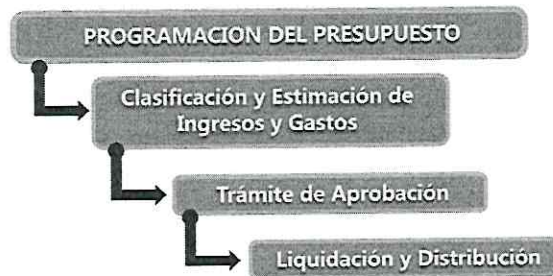 PROGRAMACION DEL PRESUPUESTO
Clasificación y Estimación de
Ingresos y Gastos
Trámite de Aprobación
Liquidación y Distribución